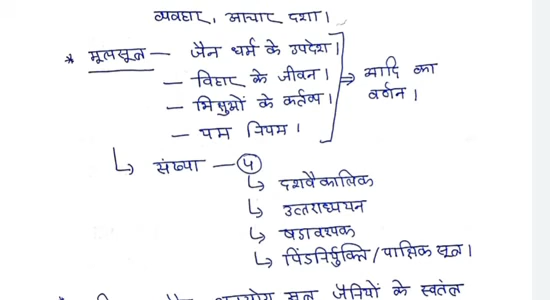 व्यवहार, आचार दशा।
* मूलसूत्र — जैन धर्म के उपदेश।
— विहार के जीवन।
— भिक्षुओं के कर्तव्य।
— यम नियम।
⇒ आदि का वर्णन।
↳ संख्या — 4
↳ दशवैकालिक
↳ उत्तराध्ययन
↳ षडावश्यक
↳ पिंडनिर्युक्ति/पाक्षिक सूत्र।
सूत्र जैनियों के स्वतंत्र